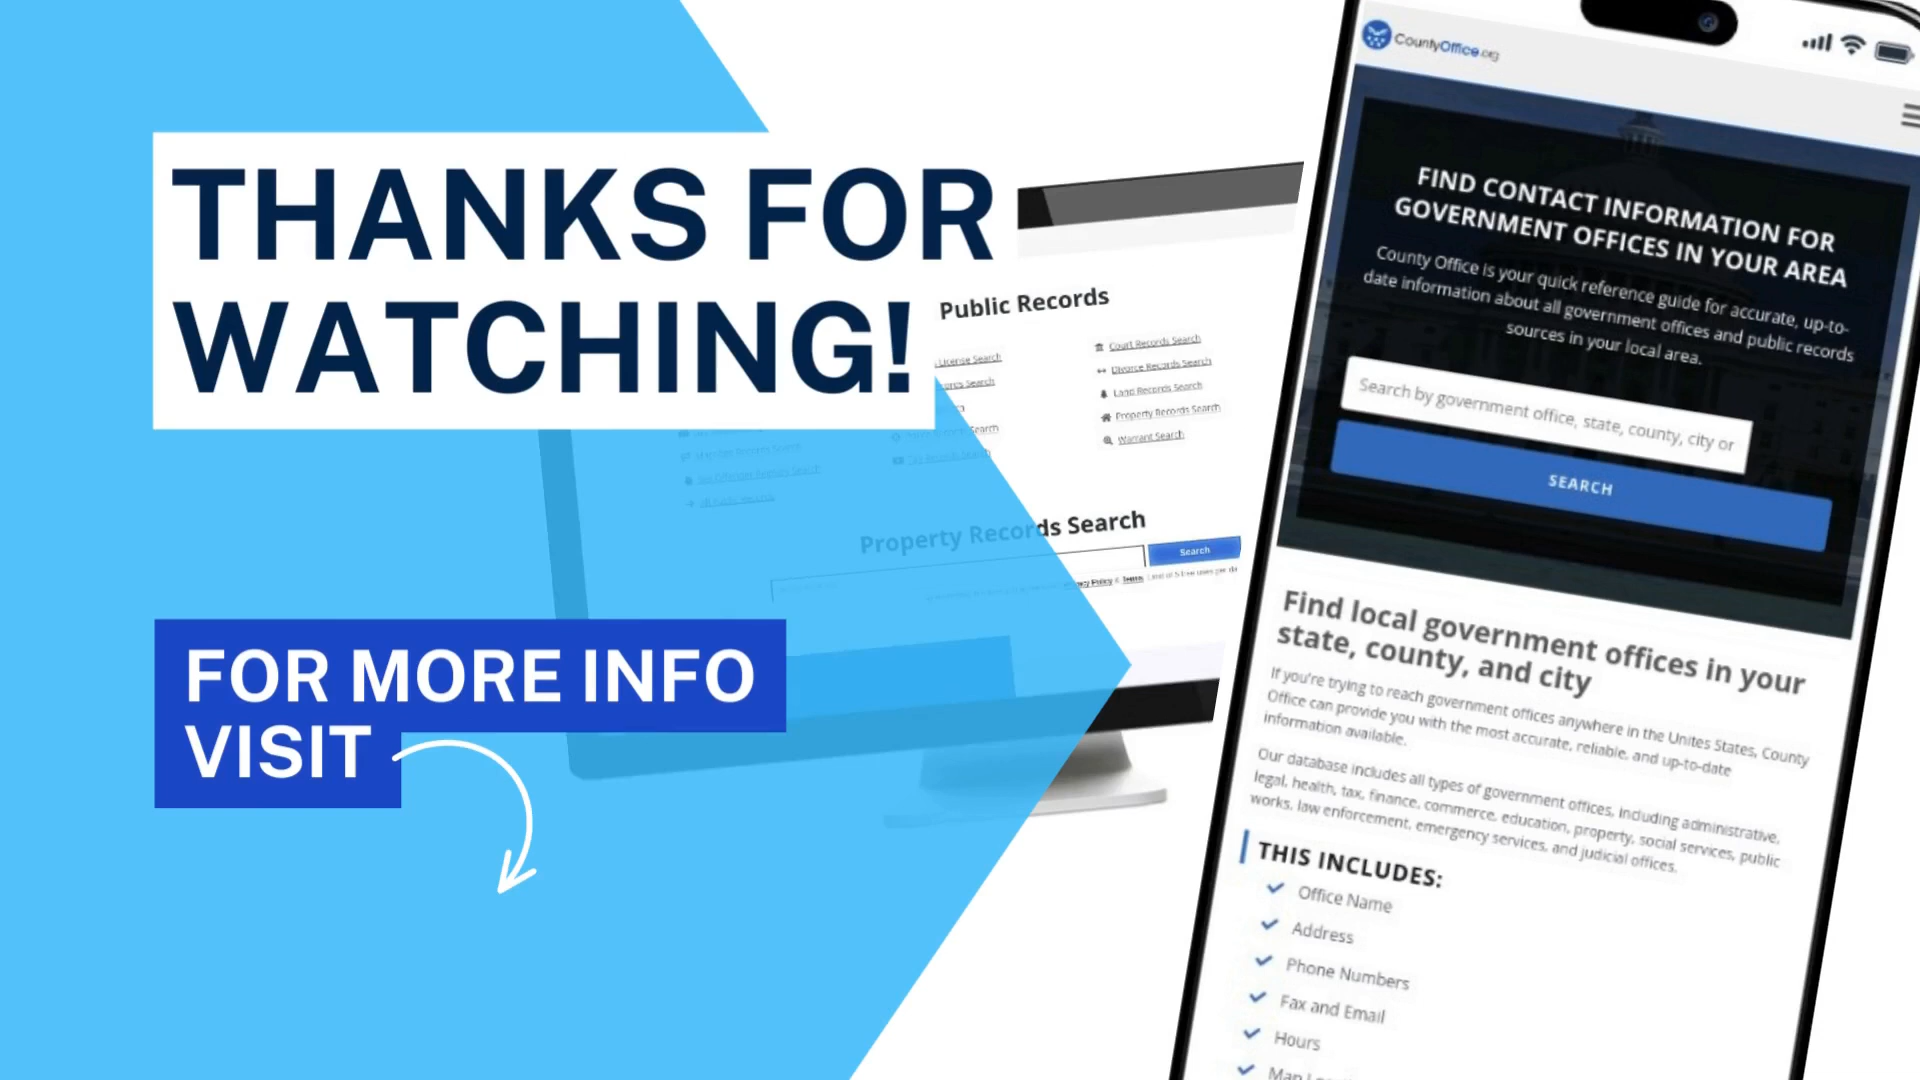 THANKS FOR
WATCHING!
FOR MORE INFO
VISIT
Public Records
License Search
Search
Search
Court Records Search
Divorce Records Search
Land Records Search
Property Records Search
Warrant Search
Property Records Search
Search
Policy & Terms
CountyOffice.org
FIND CONTACT INFORMATION FOR
GOVERNMENT OFFICES IN YOUR AREA
County Office is your quick reference guide for accurate, up-to-
date information about all government offices and public records
sources in your local area.
Search by government office, state, county, city or
SEARCH
Find local government offices in your
state, county, and city
If you're trying to reach government offices anywhere in the Unites States, County
Office can provide you with the most accurate, reliable, and up-to-date
information available.
Our database includes all types of government offices, including administrative,
legal, health, tax, finance, commerce, education, property, social services, public
works, law enforcement, emergency services, and judicial offices.
THIS INCLUDES:
Office Name
Address
Phone Numbers
Fax and Email
Hours
Map